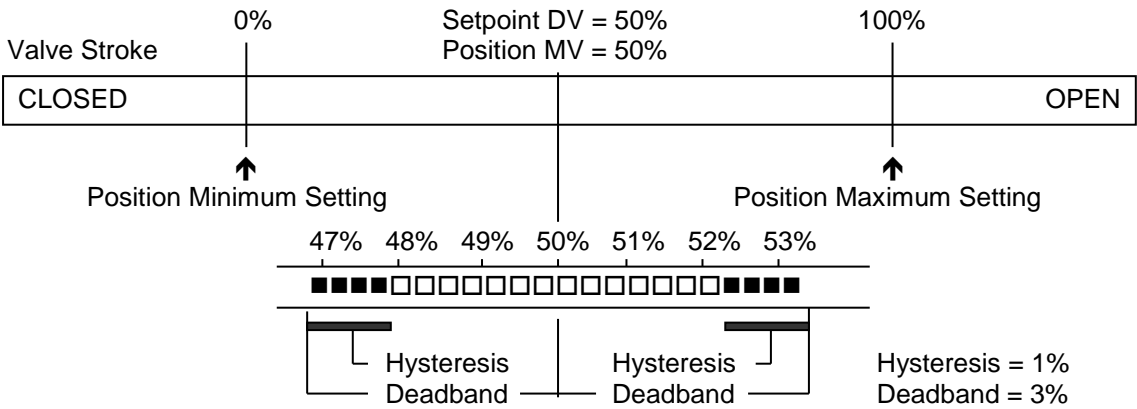 0% Setpoint DV = 50% 100%
Valve Stroke Position MV = 50%
CLOSED OPEN
Position Minimum Setting Position Maximum Setting
47% 48% 49% 50% 51% 52% 53%
Hysteresis Hysteresis Hysteresis = 1%
Deadband Deadband Deadband = 3%